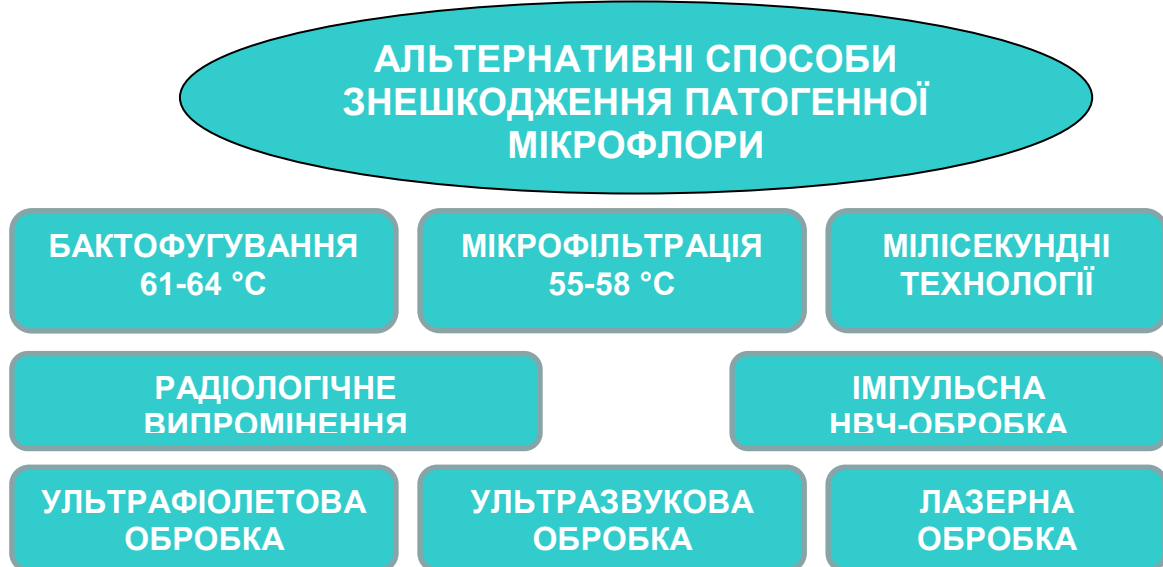 АЛЬТЕРНАТИВНІ СПОСОБИ
ЗНЕШКОДЖЕННЯ ПАТОГЕННОЇ
МІКРОФЛОРИ
БАКТОФУГУВАННЯ
61-64 °С
МІКРОФІЛЬТРАЦІЯ
55-58 °С
МІЛІСЕКУНДНІ
ТЕХНОЛОГІЇ
РАДІОЛОГІЧНЕ
ВИПРОМІНЕННЯ
ІМПУЛЬСНА
НВЧ-ОБРОБКА
УЛЬТРАФІОЛЕТОВА
ОБРОБКА
УЛЬТРАЗВУКОВА
ОБРОБКА
ЛАЗЕРНА
ОБРОБКА